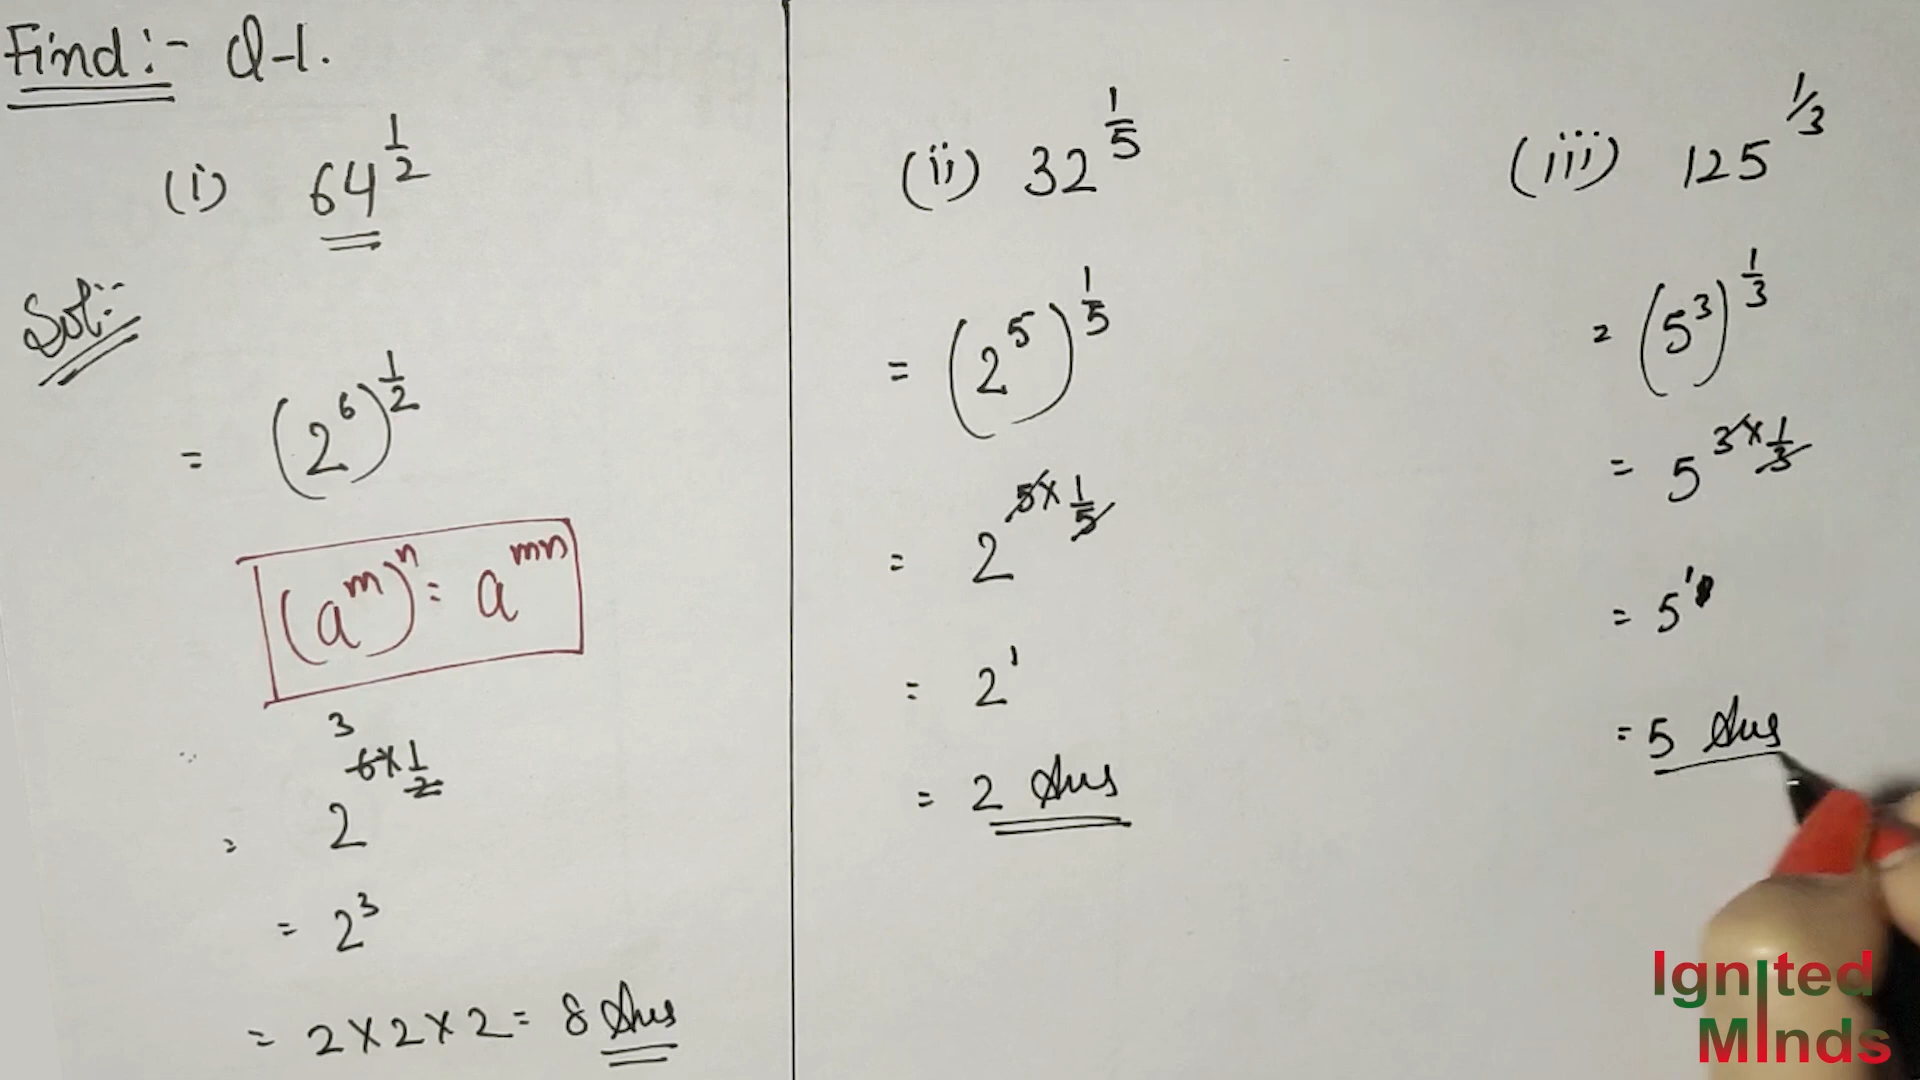 Find:- Q-1.
(i) 64^{1/2}
Sol:-
= (2^6)^{1/2}
(a^m)^n = a^{mn}
3
= 2^{6×1/2}
= 2^3
= 2×2×2 = 8 Ans
(ii) 32^{1/5}
= (2^5)^{1/5}
= 2^{5×1/5}
= 2^1
= 2 Ans
(iii) 125^{1/3}
= (5^3)^{1/3}
= 5^{3×1/3}
= 5^1
= 5 Ans
Ignited
Minds